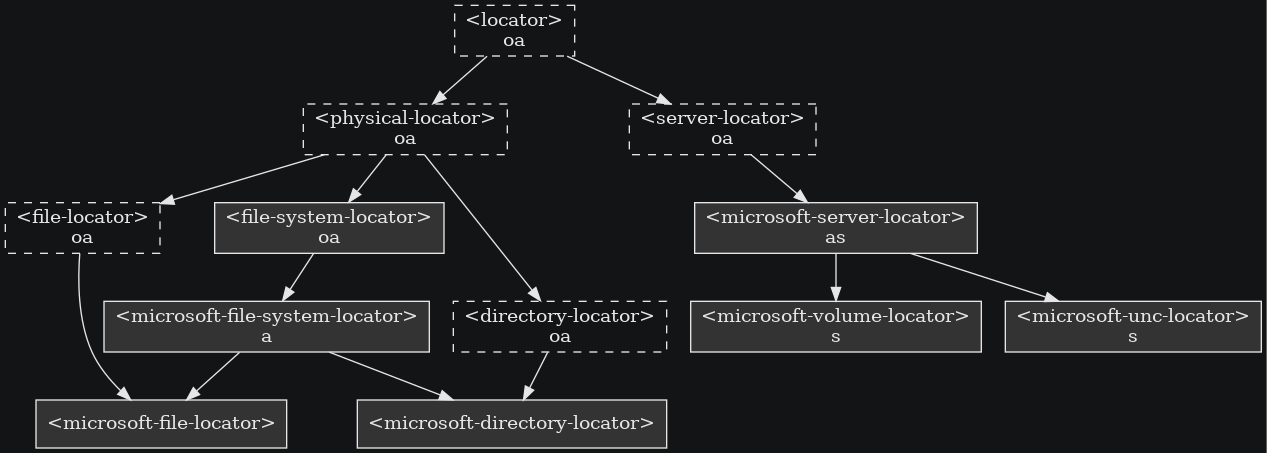 <locator>
oa
<physical-locator>
oa
<server-locator>
oa
<file-locator>
oa
<file-system-locator>
oa
<microsoft-server-locator>
as
<microsoft-file-system-locator>
a
<directory-locator>
oa
<microsoft-volume-locator>
s
<microsoft-unc-locator>
s
<microsoft-file-locator>
<microsoft-directory-locator>